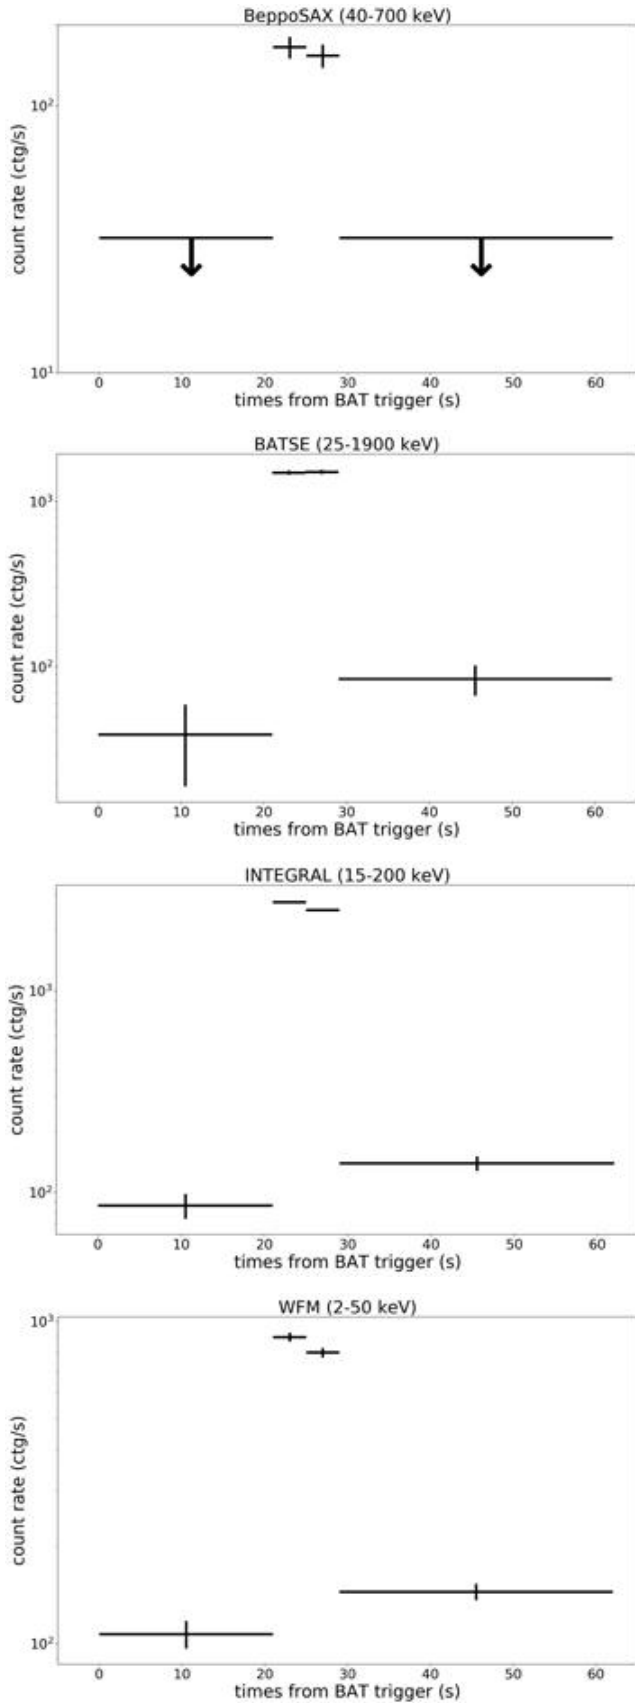 BeppoSAX (40-700 keV)
10²
10¹
count rate (ctg/s)
0 10 20 30 40 50 60
times from BAT trigger (s)
BATSE (25-1900 keV)
10³
10²
count rate (ctg/s)
0 10 20 30 40 50 60
times from BAT trigger (s)
INTEGRAL (15-200 keV)
10³
10²
count rate (ctg/s)
0 10 20 30 40 50 60
times from BAT trigger (s)
WFM (2-50 keV)
10³
10²
count rate (ctg/s)
0 10 20 30 40 50 60
times from BAT trigger (s)